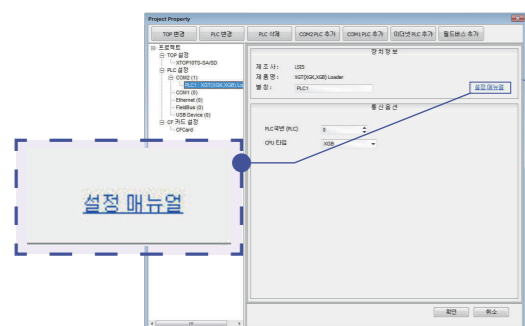 Project Property
TOP 변경
PLC 변경
PLC 삭제
COM2 PLC 추가
COM1 PLC 추가
이더넷 PLC 추가
필드버스 추가
프로젝트
TOP 설정
XTOP10TS-SA/SD
PLC 설정
COM2 (1)
PLC1 : XGT(XGK,XGB) Lo
COM1 (0)
Ethernet (0)
FieldBus (0)
USB Device (0)
CF 카드 설정
CFCard
장 치 정 보
제 조 사 : LSIS
제 품 명 : XGT(XGK,XGB) Loader
별 칭 : PLC1
설정 매뉴얼
통 신 옵 션
PLC 국번 (PLC) 0
CPU 타입 XGB
설정 매뉴얼
확인
취소